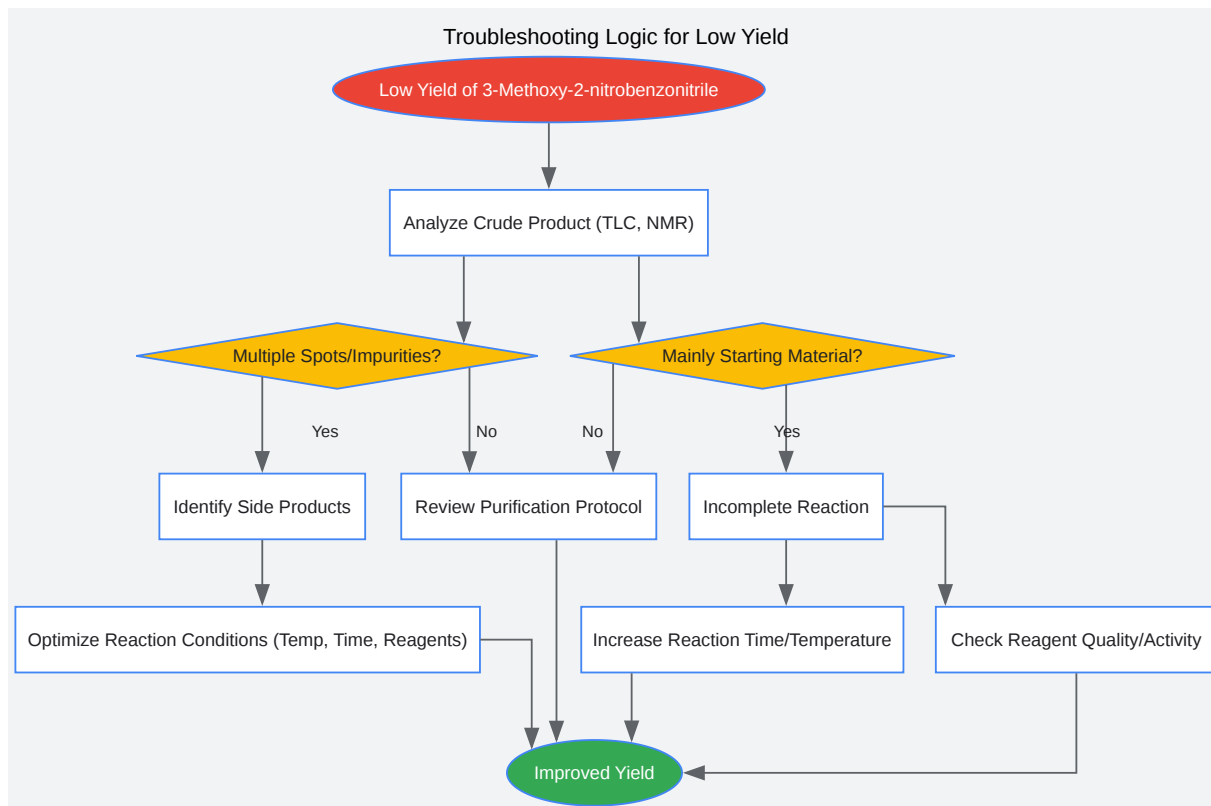 Troubleshooting Logic for Low Yield
Low Yield of 3-Methoxy-2-nitrobenzonitrile
Analyze Crude Product (TLC, NMR)
Multiple Spots/Impurities?
Mainly Starting Material?
Yes
No
No
Yes
Identify Side Products
Review Purification Protocol
Incomplete Reaction
Optimize Reaction Conditions (Temp, Time, Reagents)
Increase Reaction Time/Temperature
Check Reagent Quality/Activity
Improved Yield